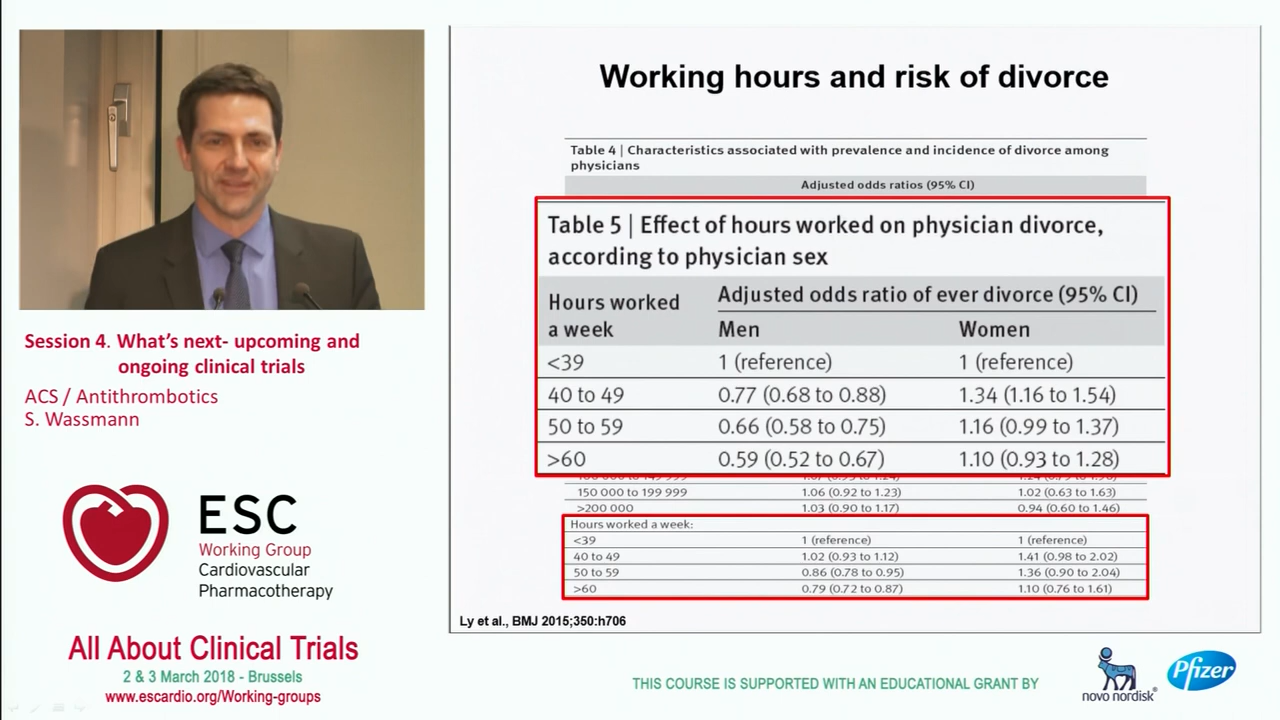 Working hours and risk of divorce
Table 4 | Characteristics associated with prevalence and incidence of divorce among
physicians
Adjusted odds ratios (95% CI)
Table 5 | Effect of hours worked on physician divorce,
according to physician sex
Hours worked
a week
Adjusted odds ratio of ever divorce (95% CI)
Men Women
<39 1 (reference) 1 (reference)
40 to 49 0.77 (0.68 to 0.88) 1.34 (1.16 to 1.54)
50 to 59 0.66 (0.58 to 0.75) 1.16 (0.99 to 1.37)
>60 0.59 (0.52 to 0.67) 1.10 (0.93 to 1.28)
150 000 to 199 999 1.06 (0.92 to 1.23) 1.02 (0.63 to 1.63)
>200 000 1.03 (0.90 to 1.17) 0.94 (0.60 to 1.46)
Hours worked a week:
<39 1 (reference) 1 (reference)
40 to 49 1.02 (0.93 to 1.12) 1.41 (0.98 to 2.02)
50 to 59 0.86 (0.78 to 0.95) 1.36 (0.90 to 2.04)
>60 0.79 (0.72 to 0.87) 1.10 (0.76 to 1.61)
Ly et al., BMJ 2015;350:h706
Session 4. What's next- upcoming and
ongoing clinical trials
ACS / Antithrombotics
S. Wassmann
ESC
Working Group
Cardiovascular
Pharmacotherapy
All About Clinical Trials
2 & 3 March 2018 - Brussels
www.escardio.org/Working-groups
THIS COURSE IS SUPPORTED WITH AN EDUCATIONAL GRANT BY
novo nordisk®
Pfizer